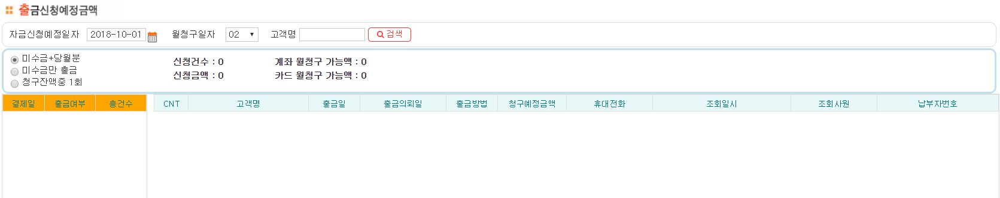 출금신청예정금액
자금신청예정일자 2018-10-01 월청구일자 02 고객명 검색
미수금+당월분
미수금만 출금
청구잔액중 1회
신청건수 : 0 계좌 월청구 가능액 : 0
신청금액 : 0 카드 월청구 가능액 : 0
결제일 출금여부 총건수 CNT 고객명 출금일 출금의뢰일 출금방법 청구예정금액 휴대전화 조회일시 조회사원 납부자번호